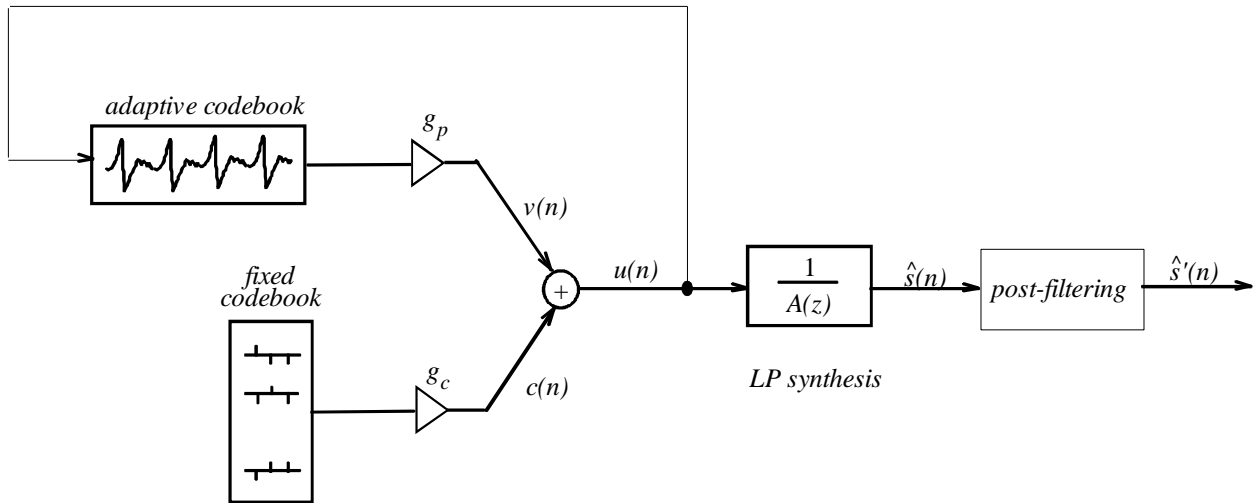 adaptive codebook
g_p
v(n)
fixed
codebook
g_c
c(n)
+
u(n)
1
A(z)
LP synthesis
ŝ(n)
post-filtering
ŝ'(n)